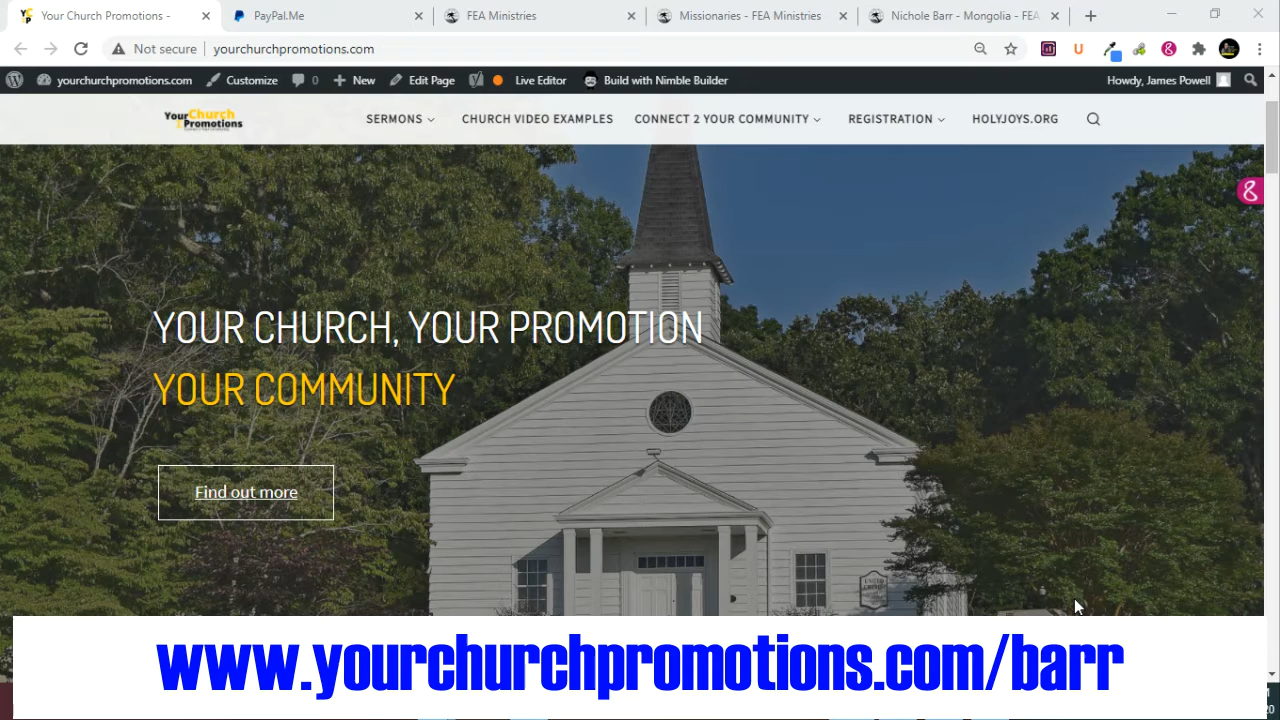 Your Church Promotions -
PayPal.Me
FEA Ministries
Missionaries - FEA Ministries
Nichole Barr - Mongolia - FEA
Not secure
yourchurchpromotions.com
yourchurchpromotions.com
Customize
0
New
Edit Page
Live Editor
Build with Nimble Builder
Howdy, James Powell
YourChurch
Promotions
SERMONS
CHURCH VIDEO EXAMPLES
CONNECT 2 YOUR COMMUNITY
REGISTRATION
HOLYJOYS.ORG
YOUR CHURCH, YOUR PROMOTION
YOUR COMMUNITY
Find out more
www.yourchurchpromotions.com/barr